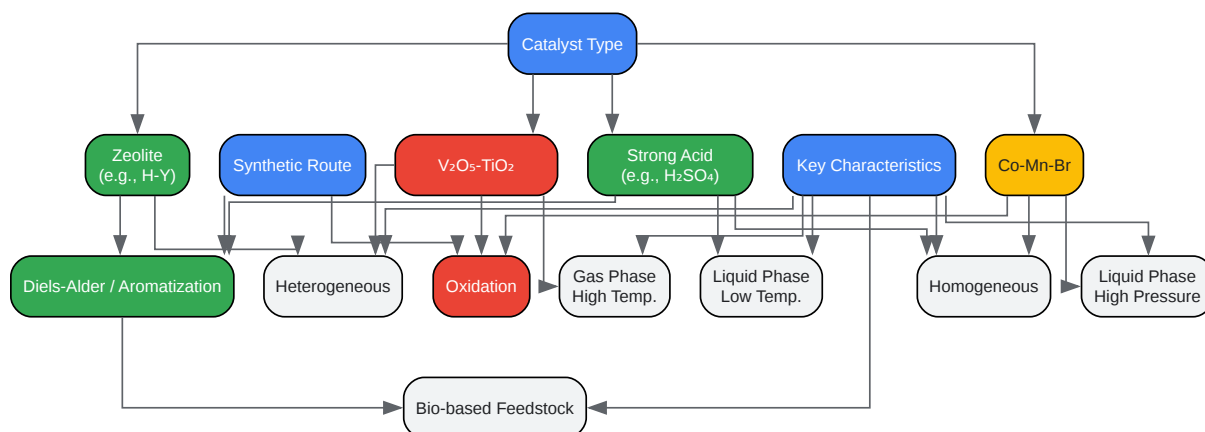 Catalyst Type
Zeolite
(e.g., H-Y)
Synthetic Route
V₂O₅-TiO₂
Strong Acid
(e.g., H₂SO₄)
Key Characteristics
Co-Mn-Br
Diels-Alder / Aromatization
Heterogeneous
Oxidation
Gas Phase
High Temp.
Liquid Phase
Low Temp.
Homogeneous
Liquid Phase
High Pressure
Bio-based Feedstock